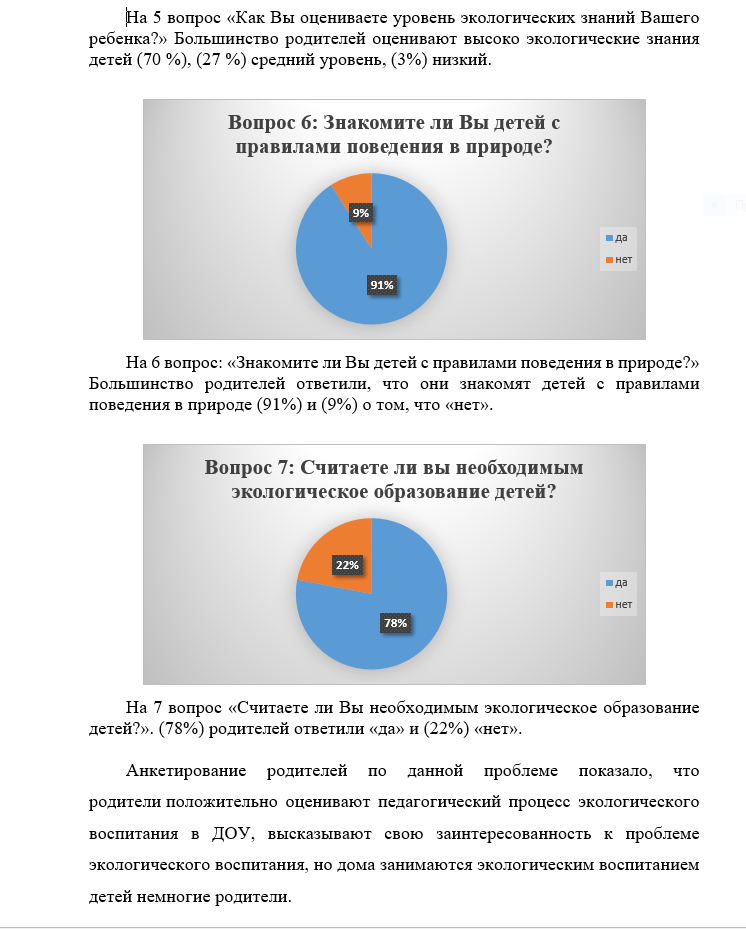 На 5 вопрос «Как Вы оцениваете уровень экологических знаний Вашего
ребенка?» Большинство родителей оценивают высоко экологические знания
детей (70 %), (27 %) средний уровень, (3%) низкий.
Вопрос 6: Знакомите ли Вы детей с
правилами поведения в природе?
9%
91%
да
нет
На 6 вопрос: «Знакомите ли Вы детей с правилами поведения в природе?»
Большинство родителей ответили, что они знакомят детей с правилами
поведения в природе (91%) и (9%) о том, что «нет».
Вопрос 7: Считаете ли вы необходимым
экологическое образование детей?
22%
78%
да
нет
На 7 вопрос «Считаете ли Вы необходимым экологическое образование
детей?». (78%) родителей ответили «да» и (22%) «нет».
Анкетирование родителей по данной проблеме показало, что
родители положительно оценивают педагогический процесс экологического
воспитания в ДОУ, высказывают свою заинтересованность к проблеме
экологического воспитания, но дома занимаются экологическим воспитанием
детей немногие родители.